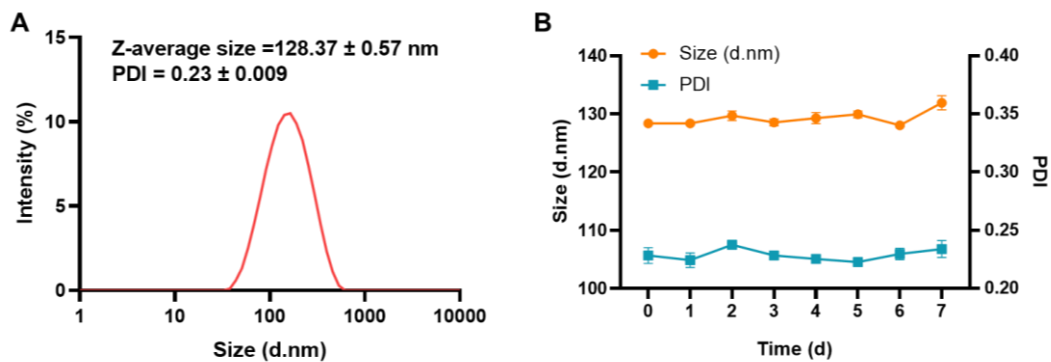 A
Z-average size =128.37 ± 0.57 nm
PDI = 0.23 ± 0.009
Intensity (%)
15
10
5
0
1 10 100 1000 10000
Size (d.nm)
B
Size (d.nm)
PDI
Size (d.nm)
140
130
120
110
100
0.40
0.35
0.30
0.25
0.20
PDI
0 1 2 3 4 5 6 7
Time (d)